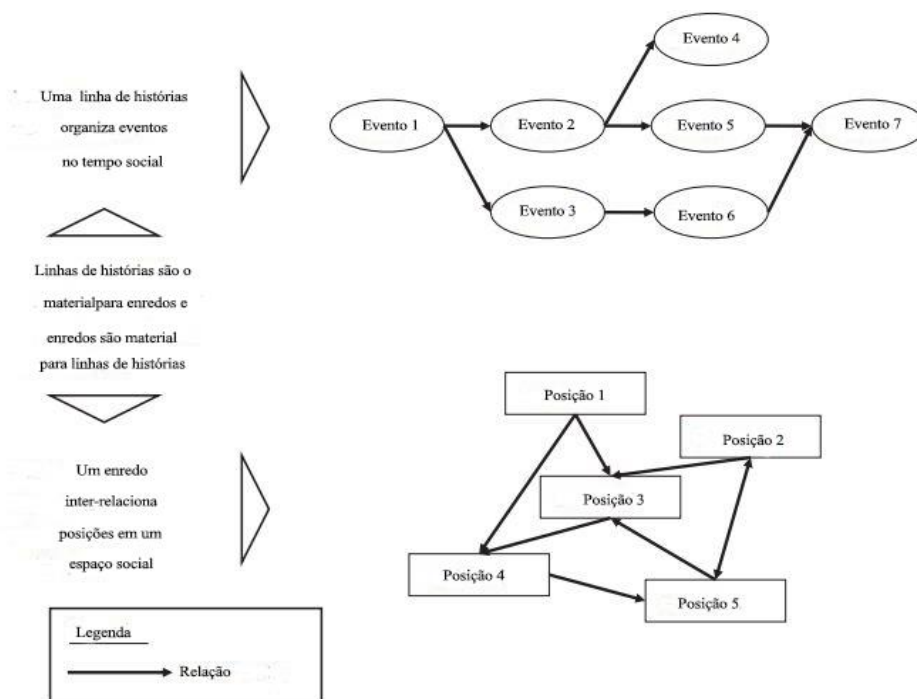 Uma linha de histórias
organiza eventos
no tempo social
Evento 1
Evento 2
Evento 3
Evento 4
Evento 5
Evento 6
Evento 7
Linhas de histórias são o
materialpara enredos e
enredos são material
para linhas de histórias
Um enredo
inter-relaciona
posições em um
espaço social
Posição 1
Posição 2
Posição 3
Posição 4
Posição 5
Legenda
Relação